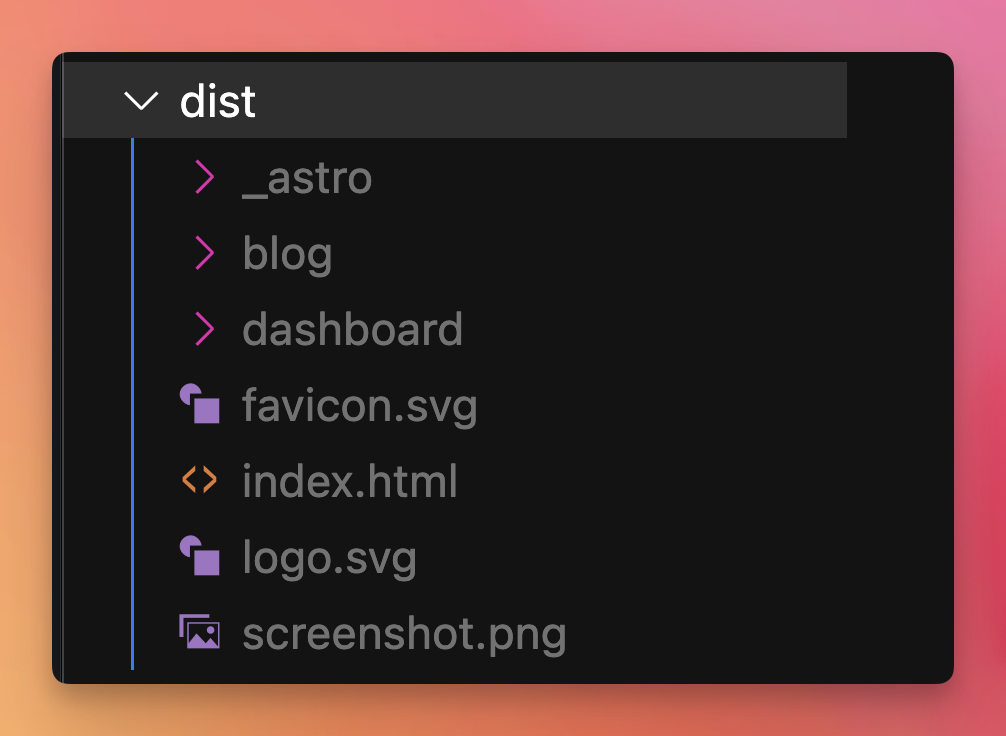 dist
_astro
blog
dashboard
favicon.svg
index.html
logo.svg
screenshot.png